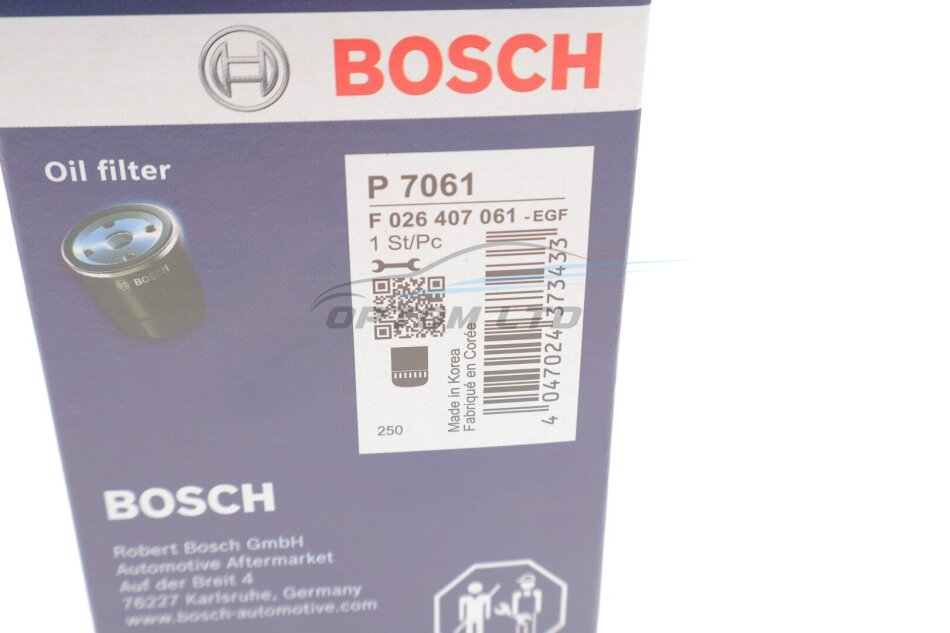 BOSCH
Oil filter
P 7061
F 026 407 061 - EGF
1 St/Pc
BOSCH
OPTOM LTD
Made in Korea
Fabriqué en Corée
4 047024 373433
250
BOSCH
Robert Bosch GmbH
Automotive Aftermarket
Auf der Breit 4
76227 Karlsruhe, Germany
www.bosch-automotive.com